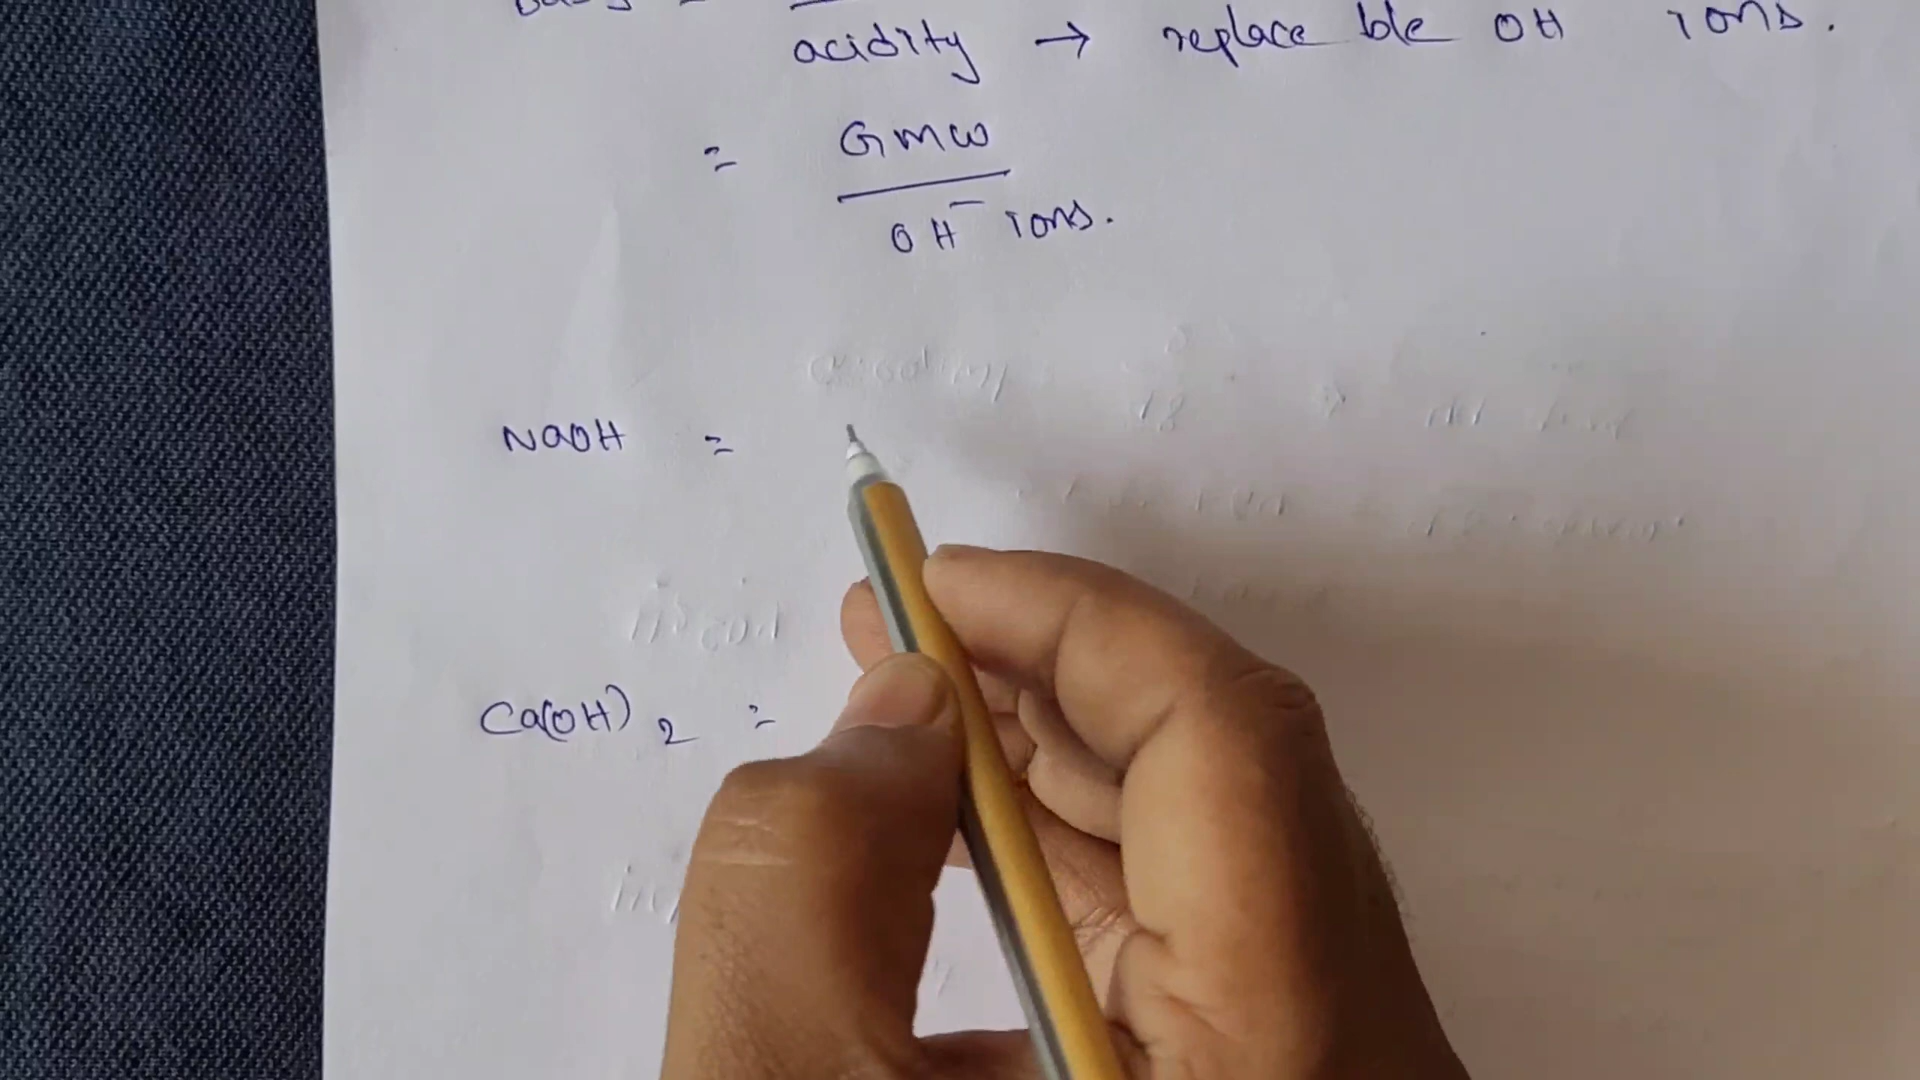 acidity → replace ble OH ions.
= GMW
OH⁻ ions.
NaOH =
Ca(OH)2 =